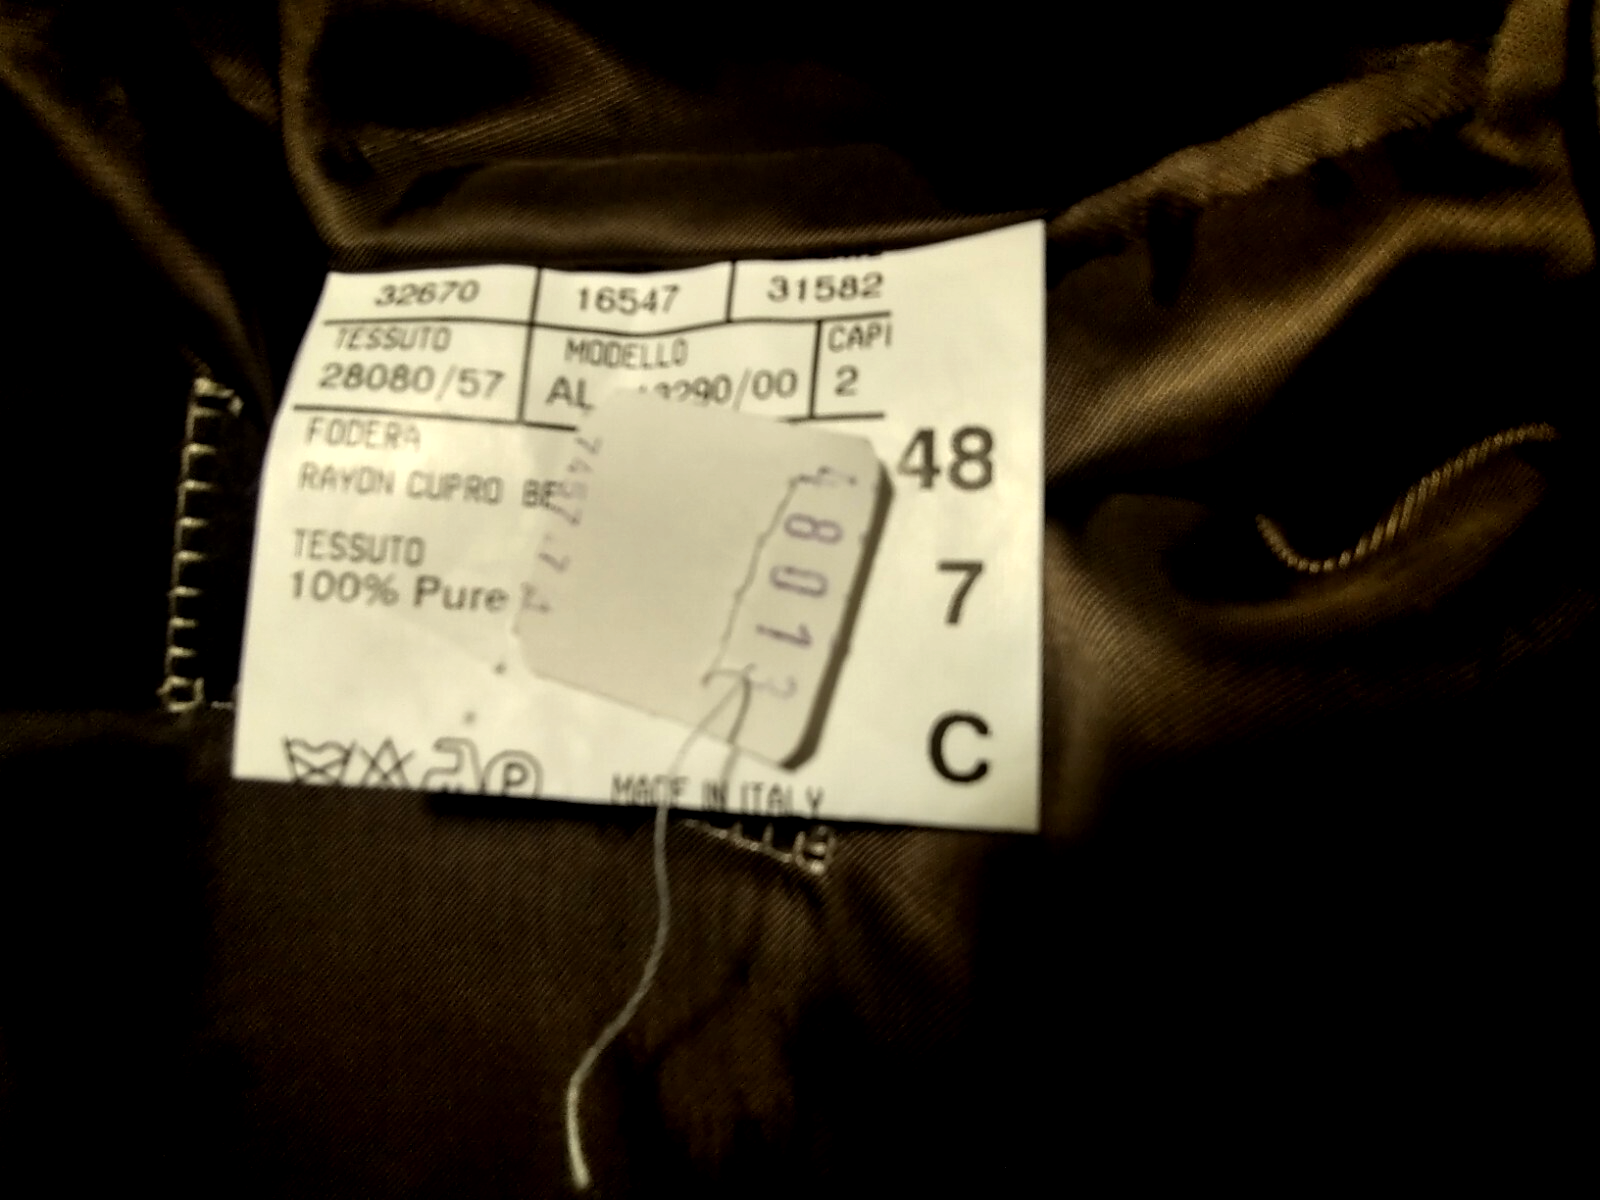 32670 16547 31582
TESSUTO MODELLO CAPI
28080/57 AL 2
FODERA
RAYON CUPRO
48
TESSUTO
100% Pure
7
C
P
MADE IN ITALY